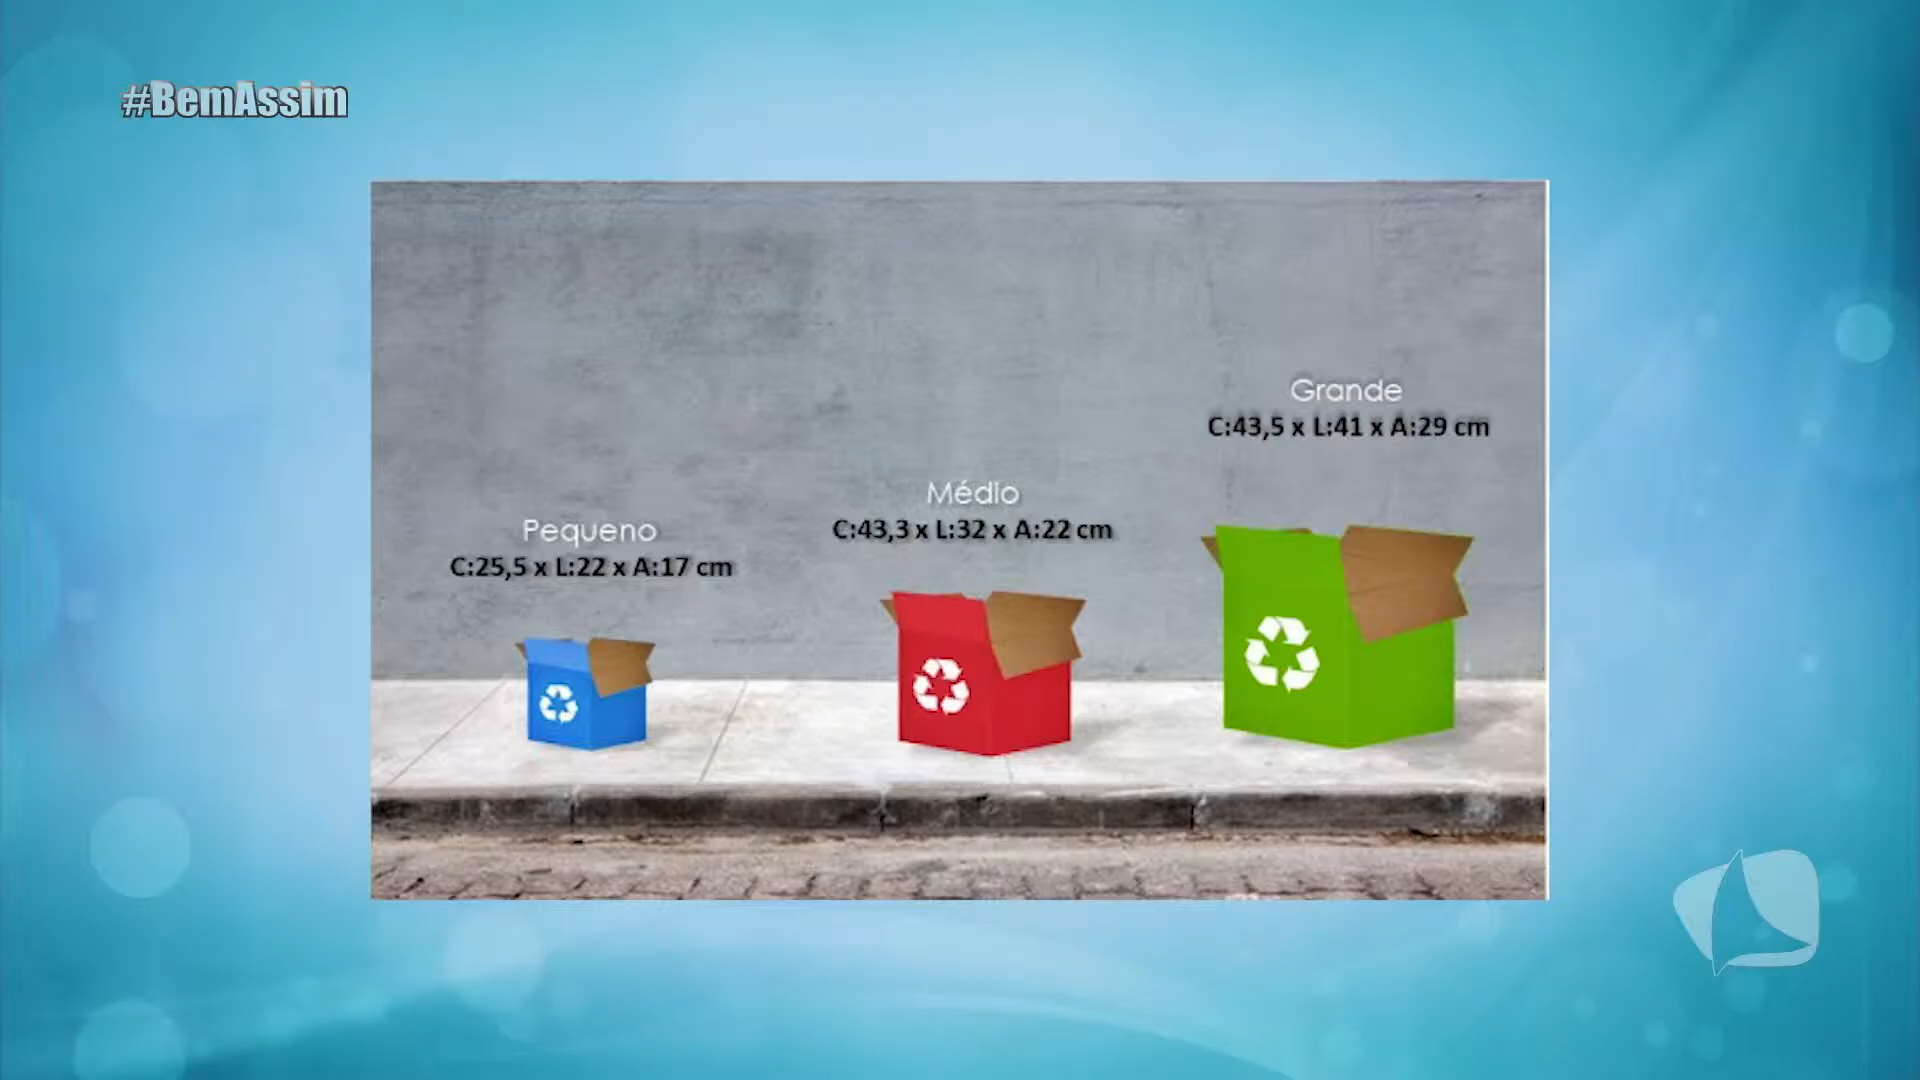 #BemAssim
Grande
C:43,5 x L:41 x A:29 cm
Médio
C:43,3 x L:32 x A:22 cm
Pequeno
C:25,5 x L:22 x A:17 cm